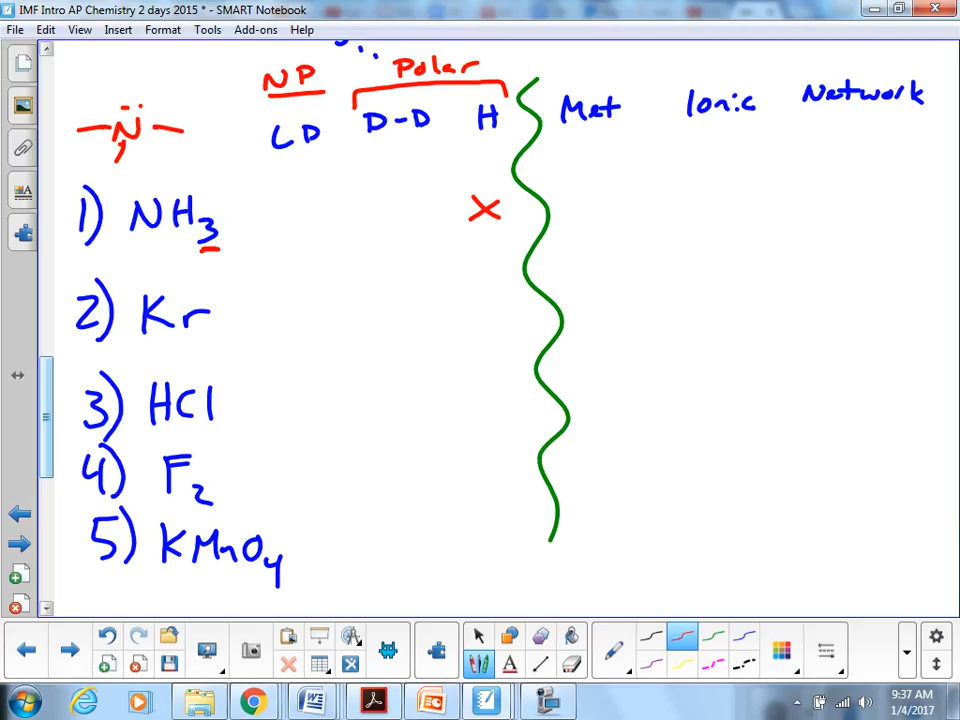 IMF Intro AP Chemistry 2 days 2015 * - SMART Notebook
File Edit View Insert Format Tools Add-ons Help
NP Polar
LD D-D H Met Ionic Network
N
1) NH3
X
2) Kr
3) HCl
4) F2
5) KMnO4
A
9:37 AM
1/4/2017